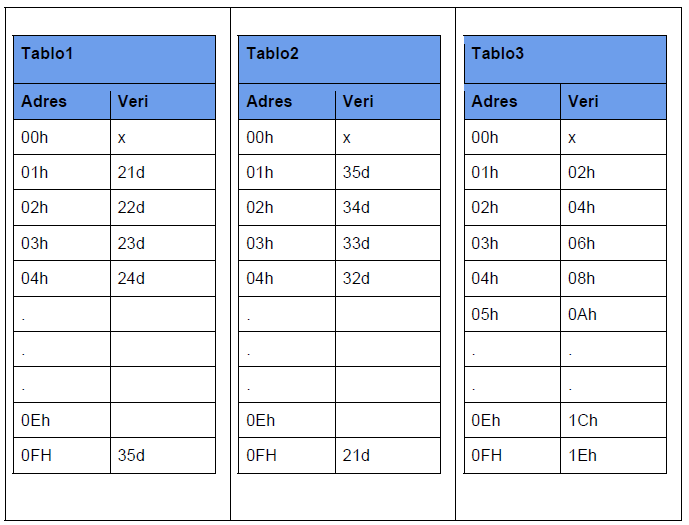 Tablo1
Adres Veri
00h x
01h 21d
02h 22d
03h 23d
04h 24d
.
.
.
0Eh
0FH 35d
Tablo2
Adres Veri
00h x
01h 35d
02h 34d
03h 33d
04h 32d
.
.
.
0Eh
0FH 21d
Tablo3
Adres Veri
00h x
01h 02h
02h 04h
03h 06h
04h 08h
05h 0Ah
. .
. .
0Eh 1Ch
0FH 1Eh